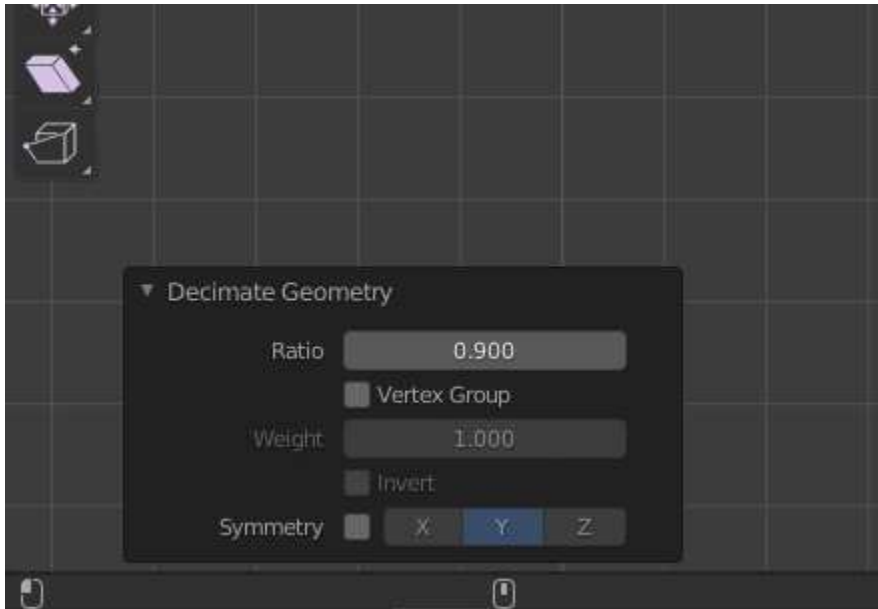 Decimate Geometry
Ratio 0.900
Vertex Group
Weight 1.000
Invert
Symmetry X Y Z